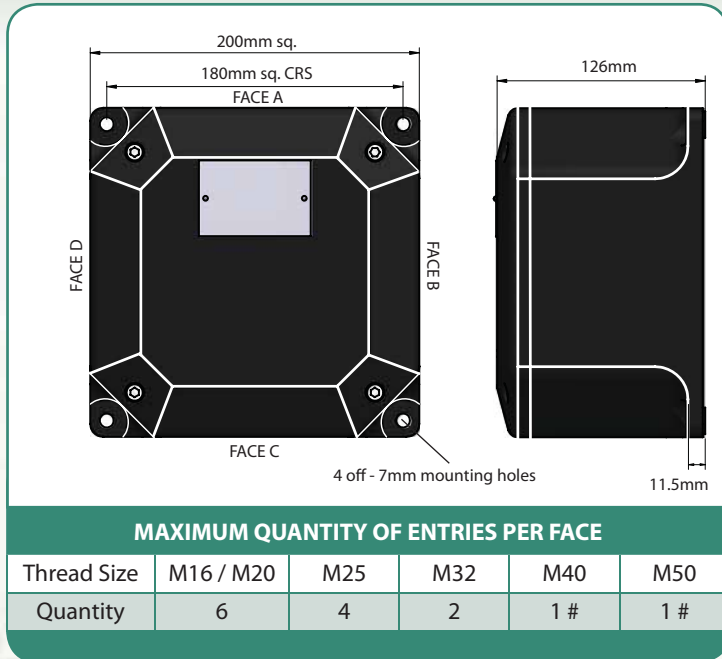 200mm sq.
180mm sq. CRS
126mm
FACE A
FACE D
FACE B
FACE C
4 off - 7mm mounting holes
11.5mm
MAXIMUM QUANTITY OF ENTRIES PER FACE
Thread Size M16 / M20 M25 M32 M40 M50
Quantity 6 4 2 1 # 1 #